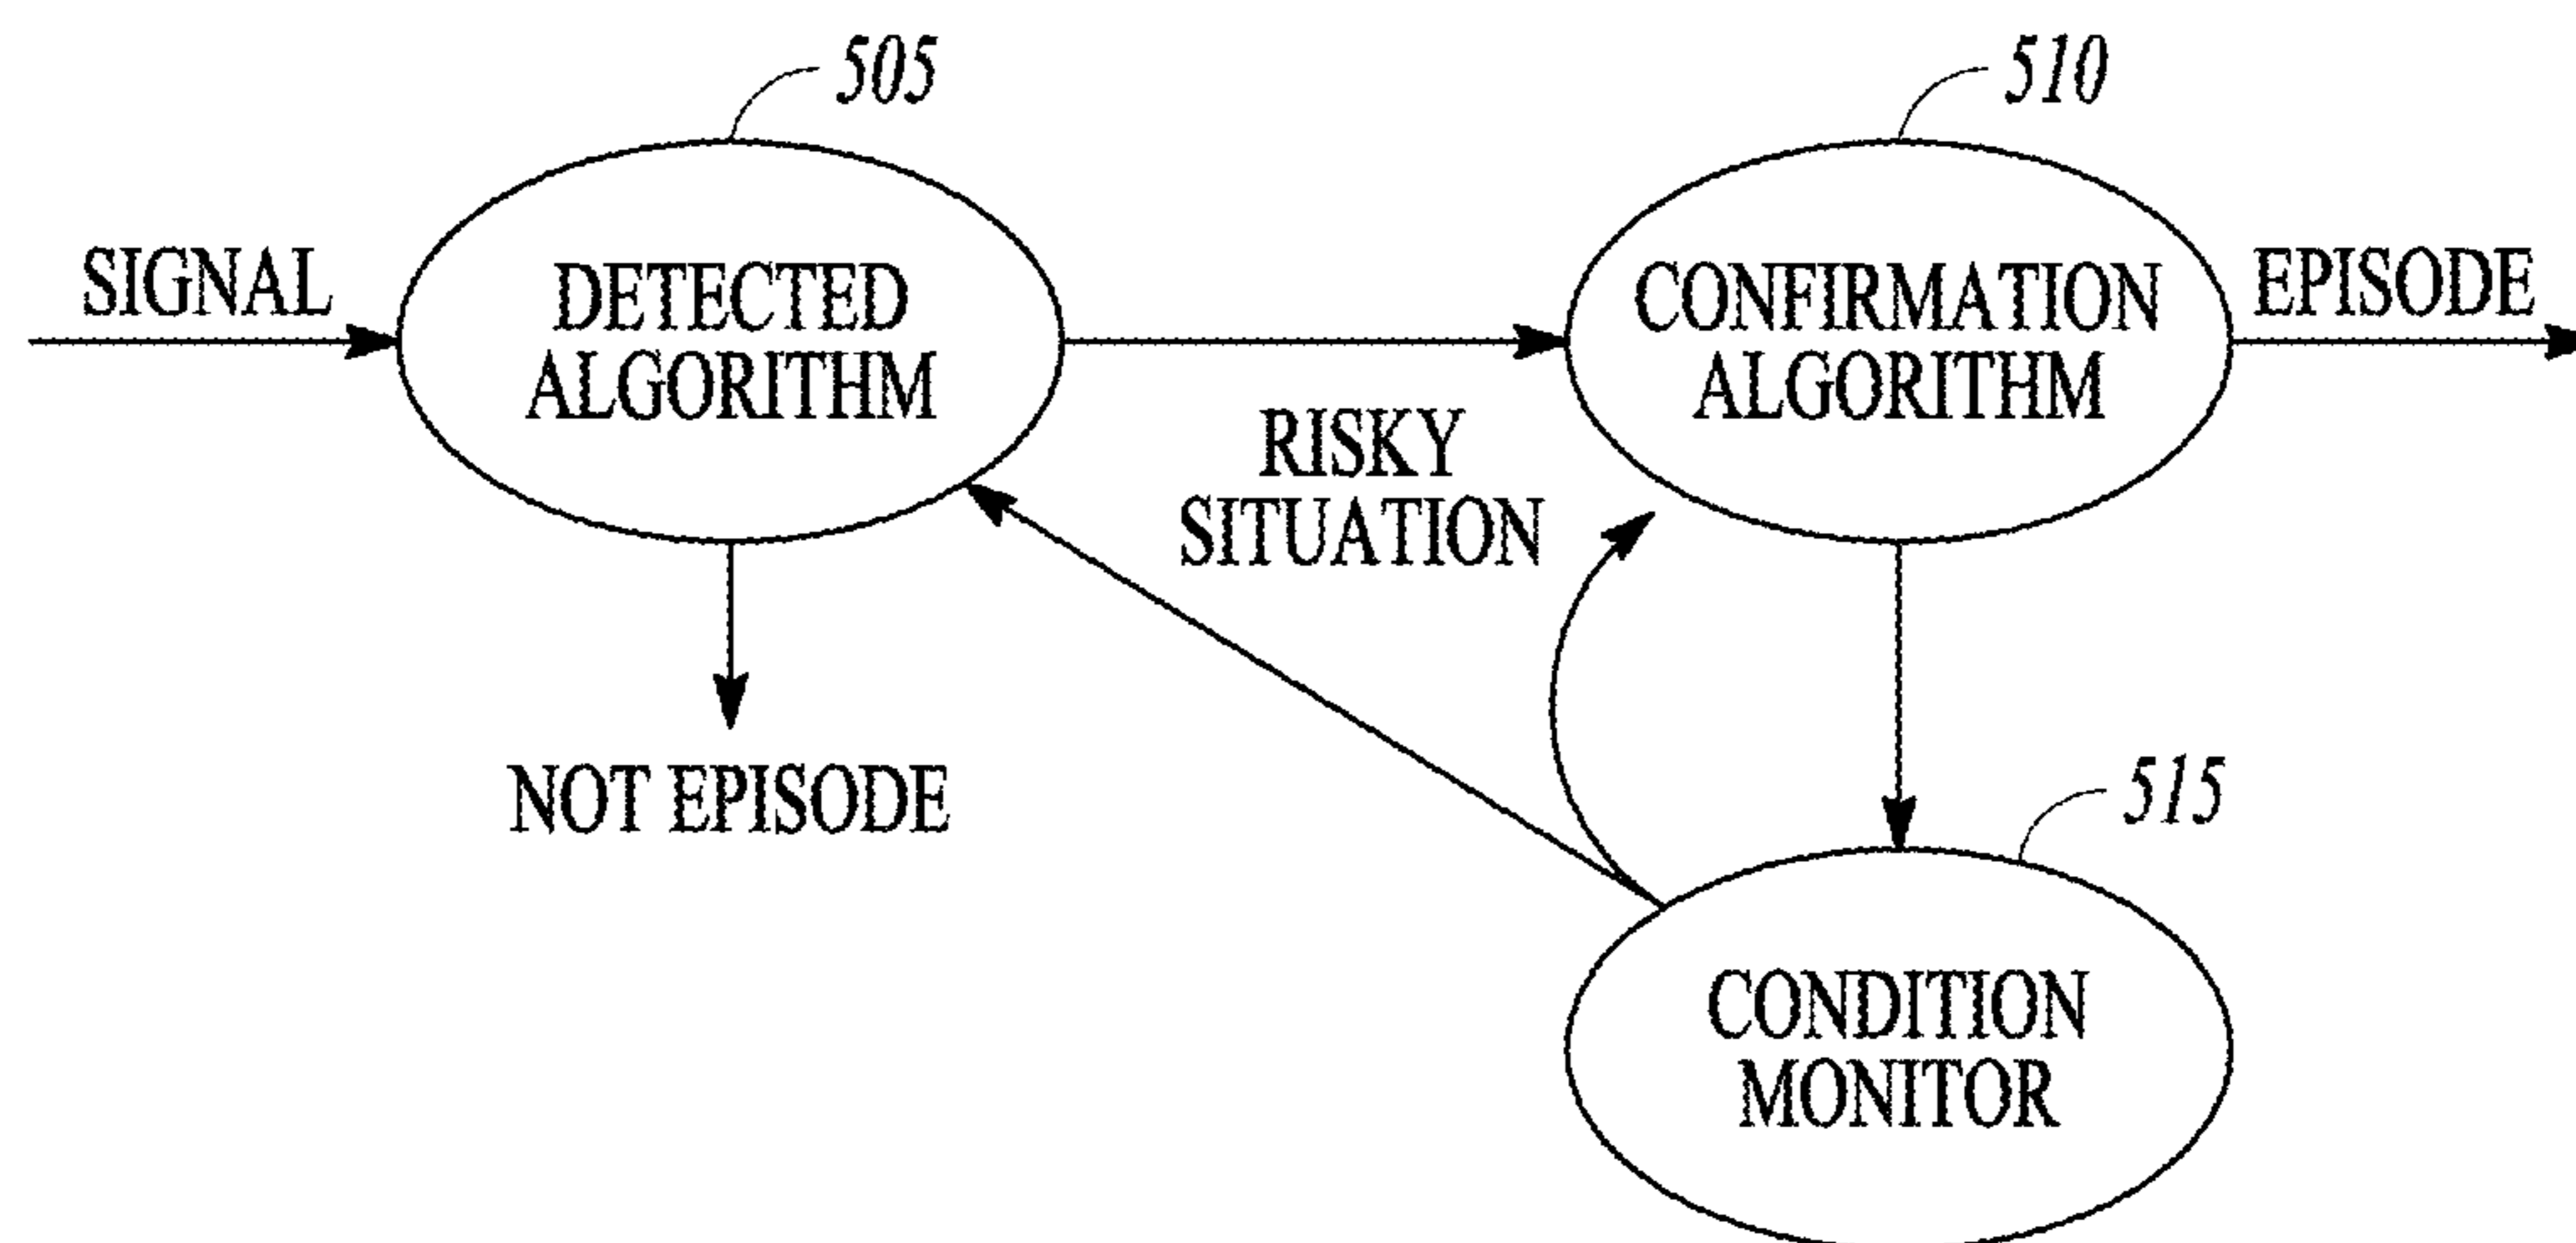 505
510
SIGNAL
DETECTED
ALGORITHM
CONFIRMATION
ALGORITHM
EPISODE
RISKY
SITUATION
NOT EPISODE
515
CONDITION
MONITOR